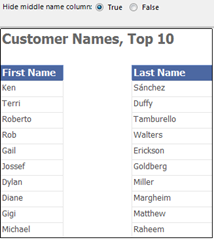 Hide middle name column: True False
Customer Names, Top 10
First Name Last Name
Ken Sánchez
Terri Duffy
Roberto Tamburello
Rob Walters
Gail Erickson
Jossef Goldberg
Dylan Miller
Diane Margheim
Gigi Matthew
Michael Raheem